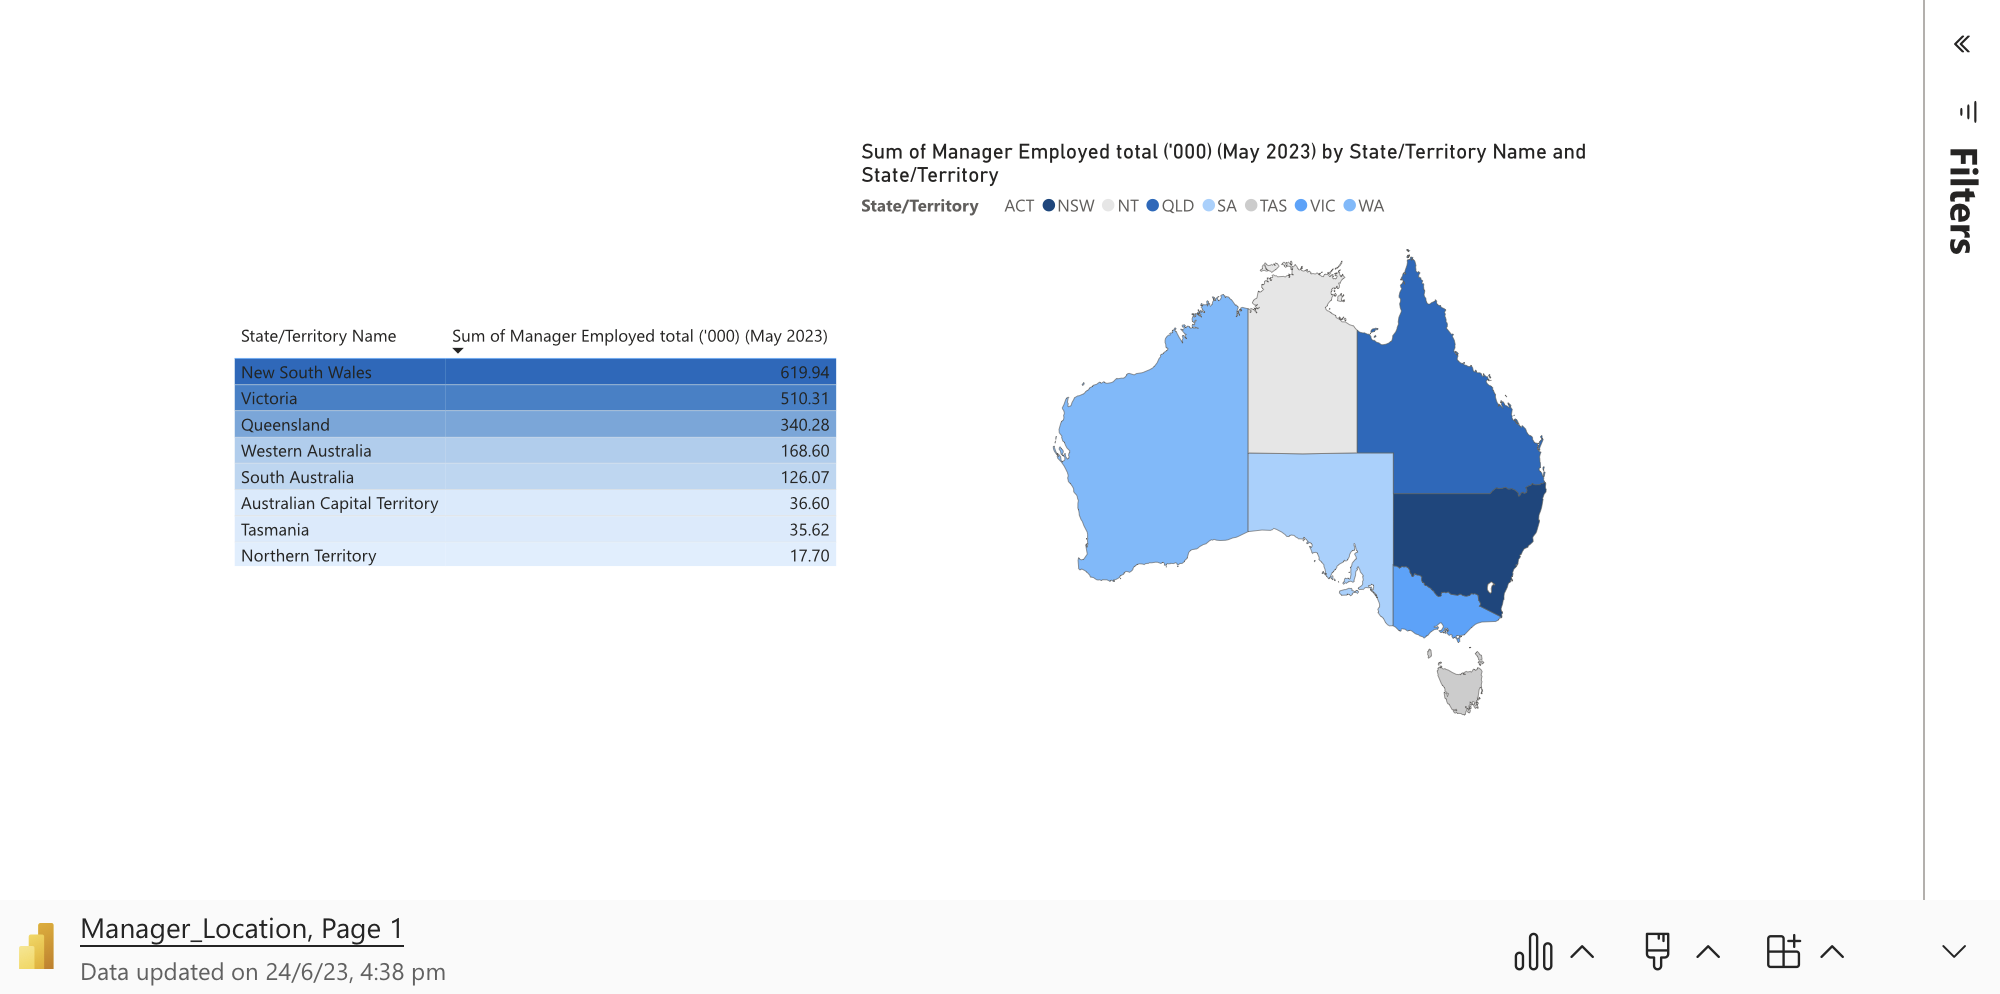 Sum of Manager Employed total ('000) (May 2023) by State/Territory Name and
State/Territory
State/Territory ACT NSW NT QLD SA TAS VIC WA
State/Territory Name Sum of Manager Employed total ('000) (May 2023)
New South Wales 619.94
Victoria 510.31
Queensland 340.28
Western Australia 168.60
South Australia 126.07
Australian Capital Territory 36.60
Tasmania 35.62
Northern Territory 17.70
Filters
Manager_Location, Page 1
Data updated on 24/6/23, 4:38 pm